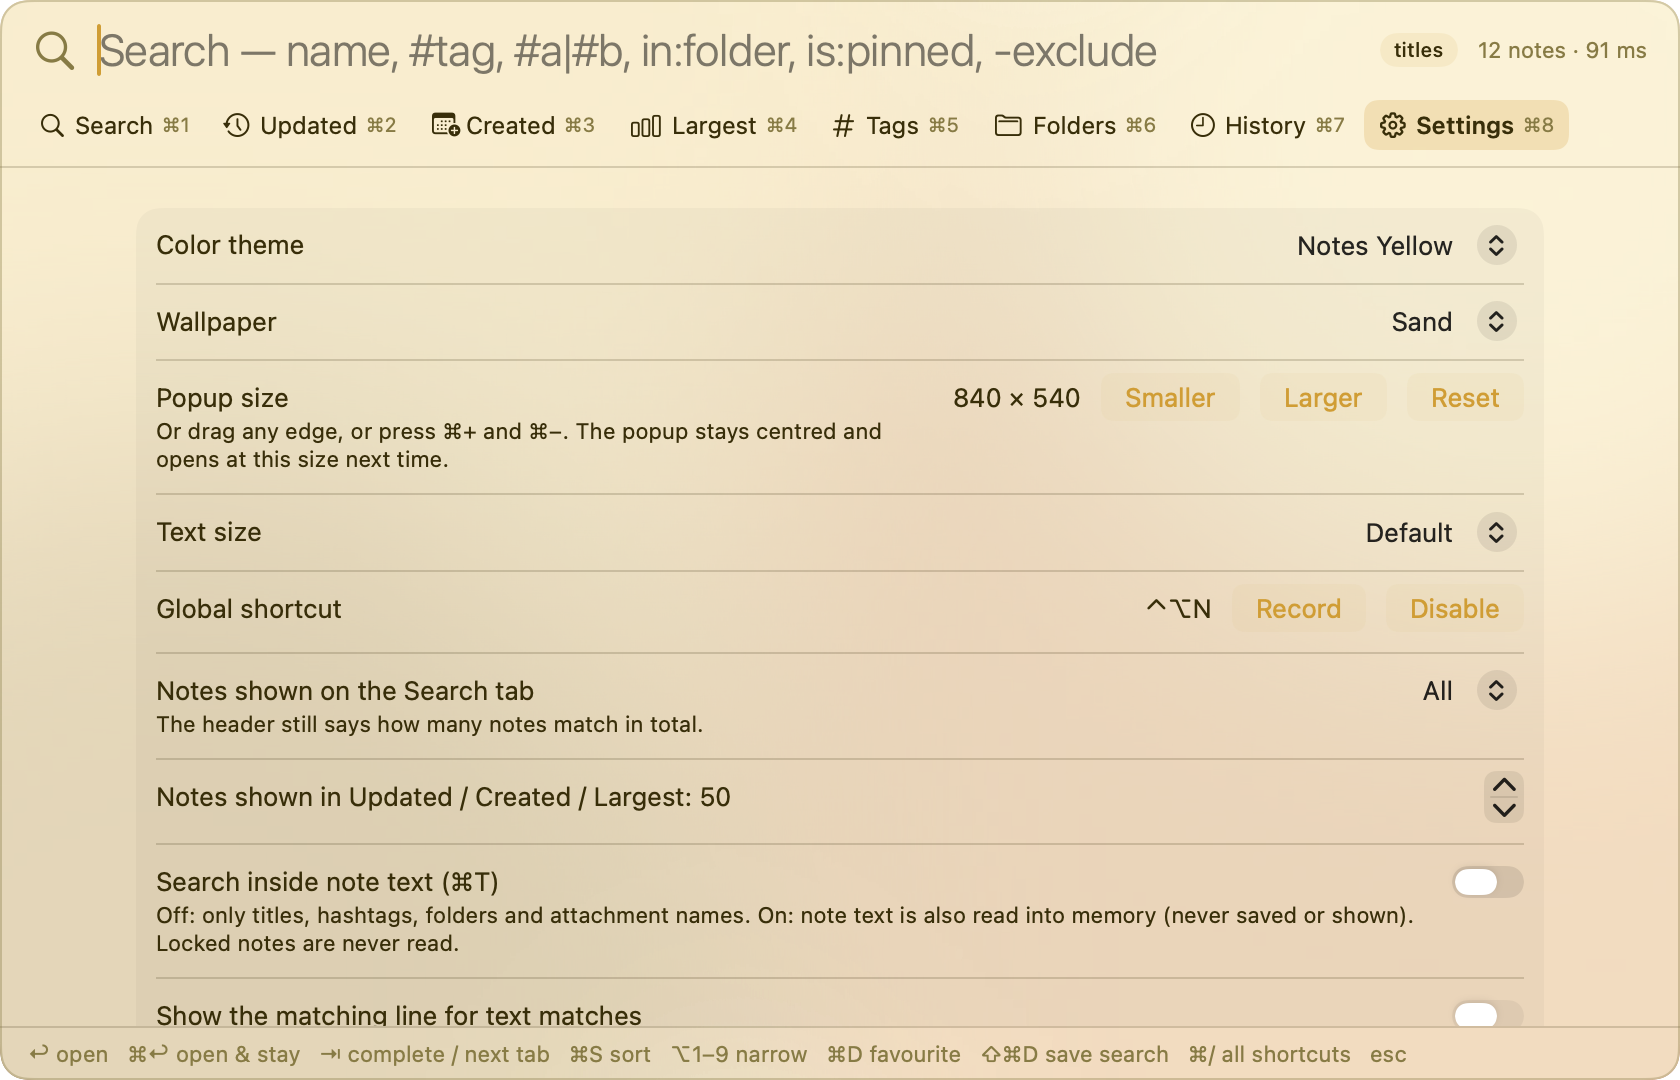 Search — name, #tag, #a|#b, in:folder, is:pinned, -exclude titles 12 notes · 91 ms
Search ⌘1 Updated ⌘2 Created ⌘3 Largest ⌘4 # Tags ⌘5 Folders ⌘6 History ⌘7 Settings ⌘8
Color theme Notes Yellow
Wallpaper Sand
Popup size 840 × 540 Smaller Larger Reset
Or drag any edge, or press ⌘+ and ⌘−. The popup stays centred and
opens at this size next time.
Text size Default
Global shortcut ^⌥N Record Disable
Notes shown on the Search tab All
The header still says how many notes match in total.
Notes shown in Updated / Created / Largest: 50
Search inside note text (⌘T)
Off: only titles, hashtags, folders and attachment names. On: note text is also read into memory (never saved or shown).
Locked notes are never read.
Show the matching line for text matches
↩ open ⌘↩ open & stay ⇥ complete / next tab ⌘S sort ⌥1–9 narrow ⌘D favourite ⇧⌘D save search ⌘/ all shortcuts esc